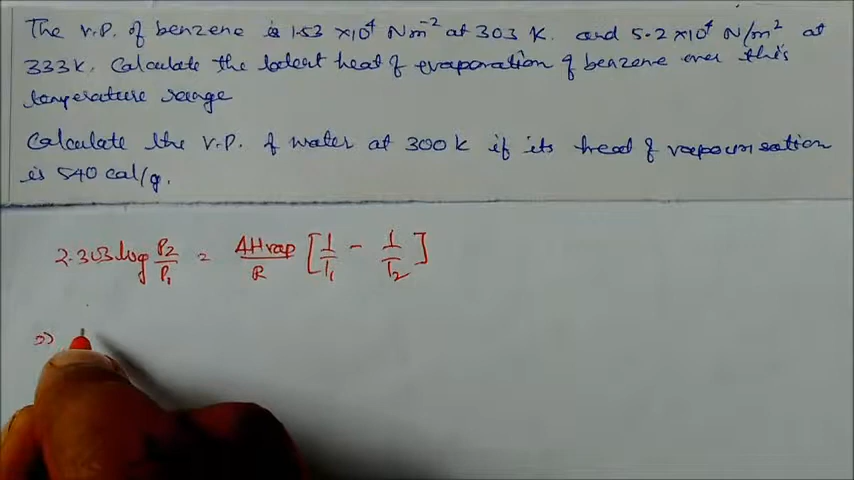 The V.P. of benzene is 1.53 ×10⁴ Nm⁻² at 303 K. and 5.2 ×10⁴ N/m² at
333K. Calculate the latent heat of evaporation of benzene over this
temperature range
Calculate the V.P. of water at 300 K if its heat of vapourisation
is 540 cal/g.
2.303 log P₂/P₁ = ΔHvap/R [1/T₁ - 1/T₂]
⇒